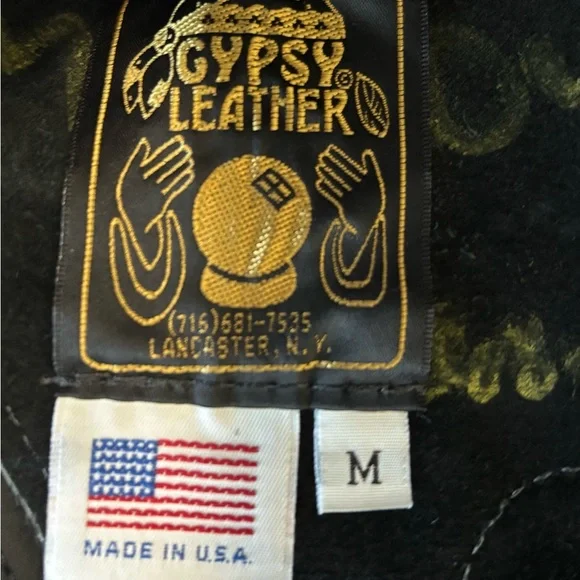 GYPSY
LEATHER
(716)681-7535
LANCASTER, N.Y.
M
MADE IN U.S.A.